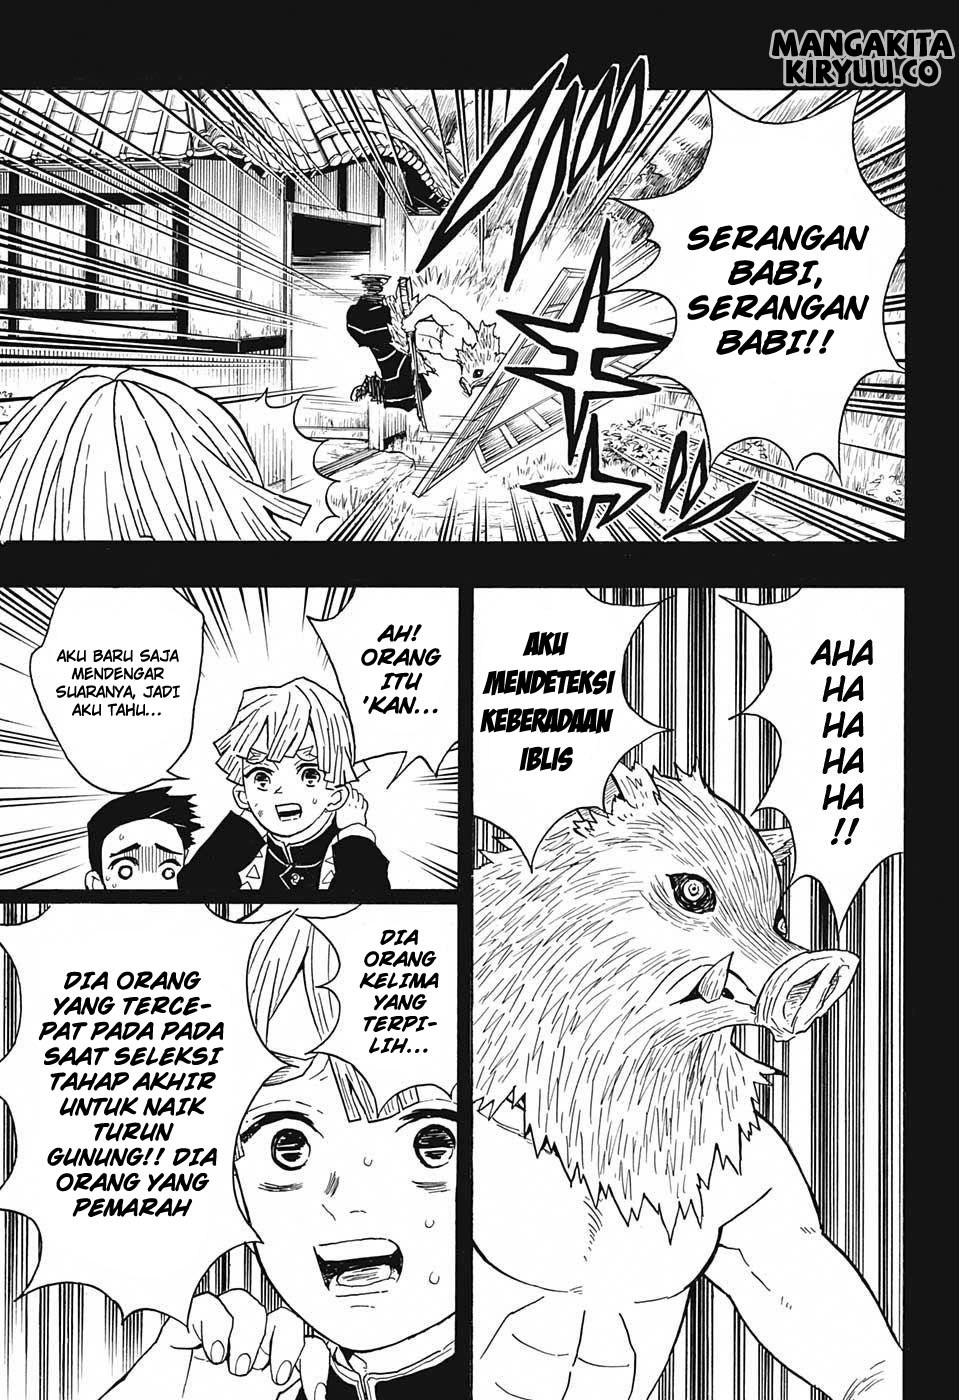 MANGAKITA
KIRYUU.CO
SERANGAN
BABI,
SERANGAN
BABI!!
AHA
HA
HA
HA
HA
!!
AKU
MENDETEKSI
KEBERADAAN
IBLIS
AH!
ORANG
ITU
'KAN...
AKU BARU SAJA
MENDENGAR
SUARANYA, JADI
AKU TAHU...
DIA
ORANG
KELIMA
YANG
TERPI-
LIH...
DIA ORANG
YANG TERCE-
PAT PADA PADA
SAAT SELEKSI
TAHAP AKHIR
UNTUK NAIK
TURUN
GUNUNG!! DIA
ORANG YANG
PEMARAH